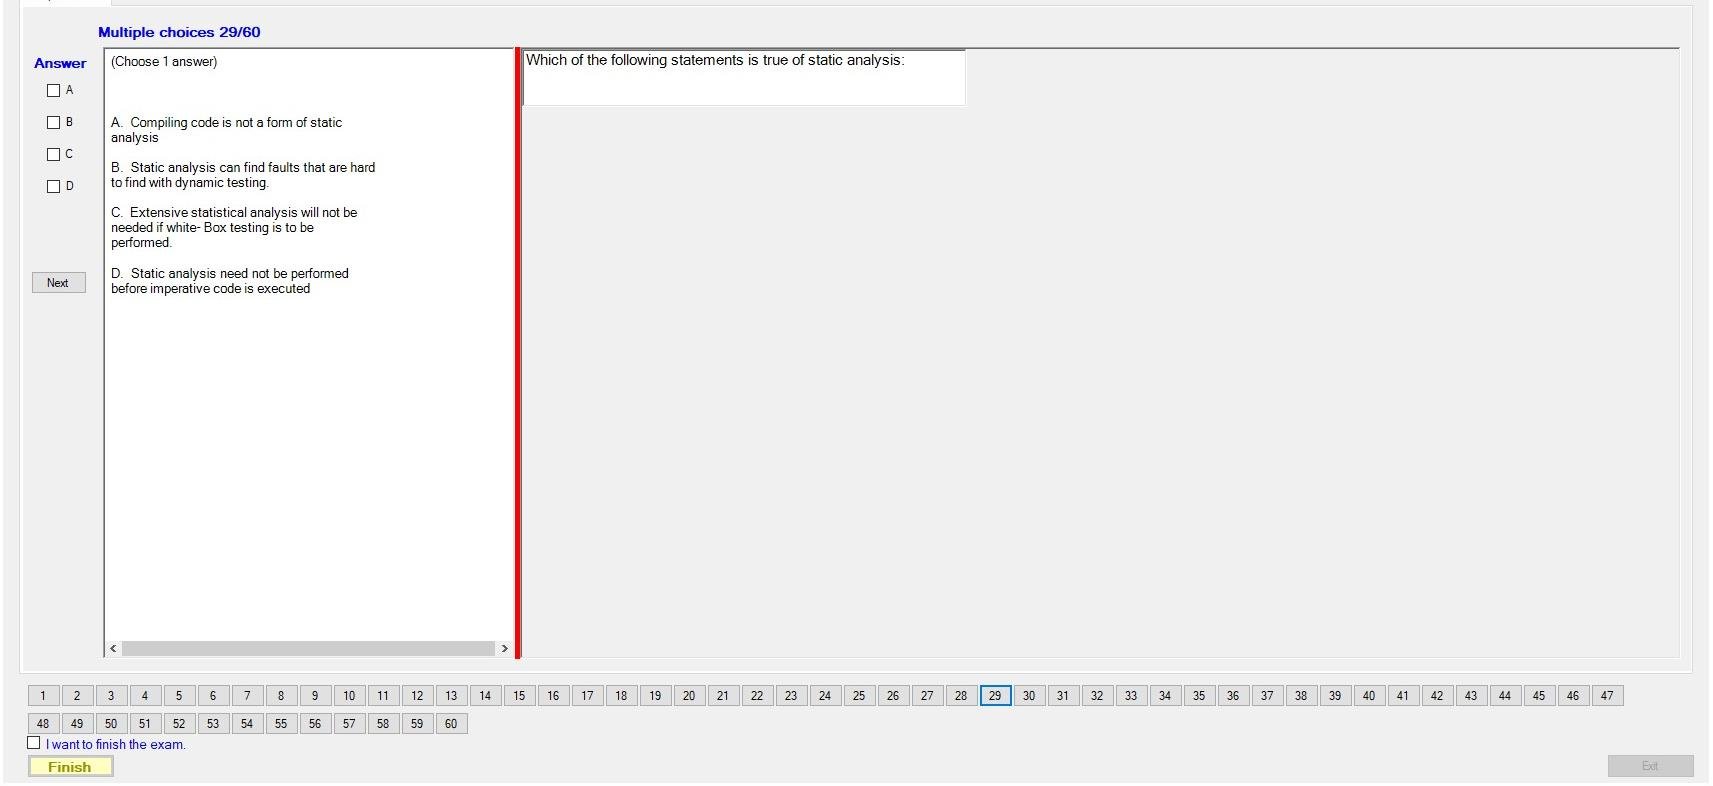 Multiple choices 29/60
Answer
A
B
C
D
Next
(Choose 1 answer)
A. Compiling code is not a form of static
analysis
B. Static analysis can find faults that are hard
to find with dynamic testing.
C. Extensive statistical analysis will not be
needed if white- Box testing is to be
performed.
D. Static analysis need not be performed
before imperative code is executed
Which of the following statements is true of static analysis:
1 2 3 4 5 6 7 8 9 10 11 12 13 14 15 16 17 18 19 20 21 22 23 24 25 26 27 28 29 30 31 32 33 34 35 36 37 38 39 40 41 42 43 44 45 46 47
48 49 50 51 52 53 54 55 56 57 58 59 60
I want to finish the exam.
Finish
Exit